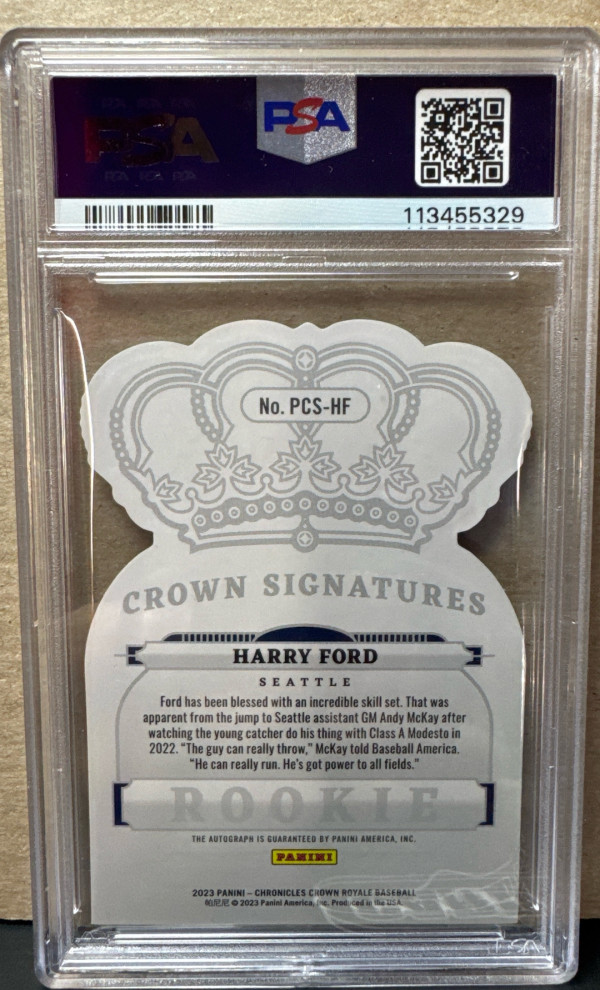 PSA
PSA
113455329
No. PCS-HF
CROWN SIGNATURES
HARRY FORD
SEATTLE
Ford has been blessed with an incredible skill set. That was
apparent from the jump to Seattle assistant GM Andy McKay after
watching the young catcher do his thing with Class A Modesto in
2022. “The guy can really throw,” McKay told Baseball America.
“He can really run. He’s got power to all fields.”
ROOKIE
THE AUTOGRAPH IS GUARANTEED BY PANINI AMERICA, INC.
PANINI
2023 PANINI – CHRONICLES CROWN ROYALE BASEBALL
帕尼尼 © 2023 Panini America, Inc. Produced in the USA.
PSA